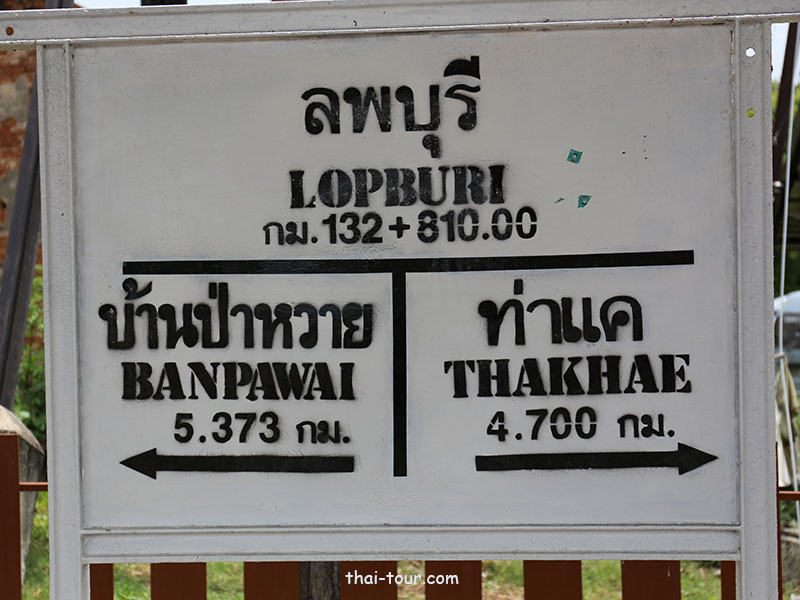 ลพบุรี
LOPBURI
กม.132+810.00
บ้านป่าหวาย
BANPAWAI
5.373 กม.
ท่าแค
THAKHAE
4.700 กม.
thai-tour.com